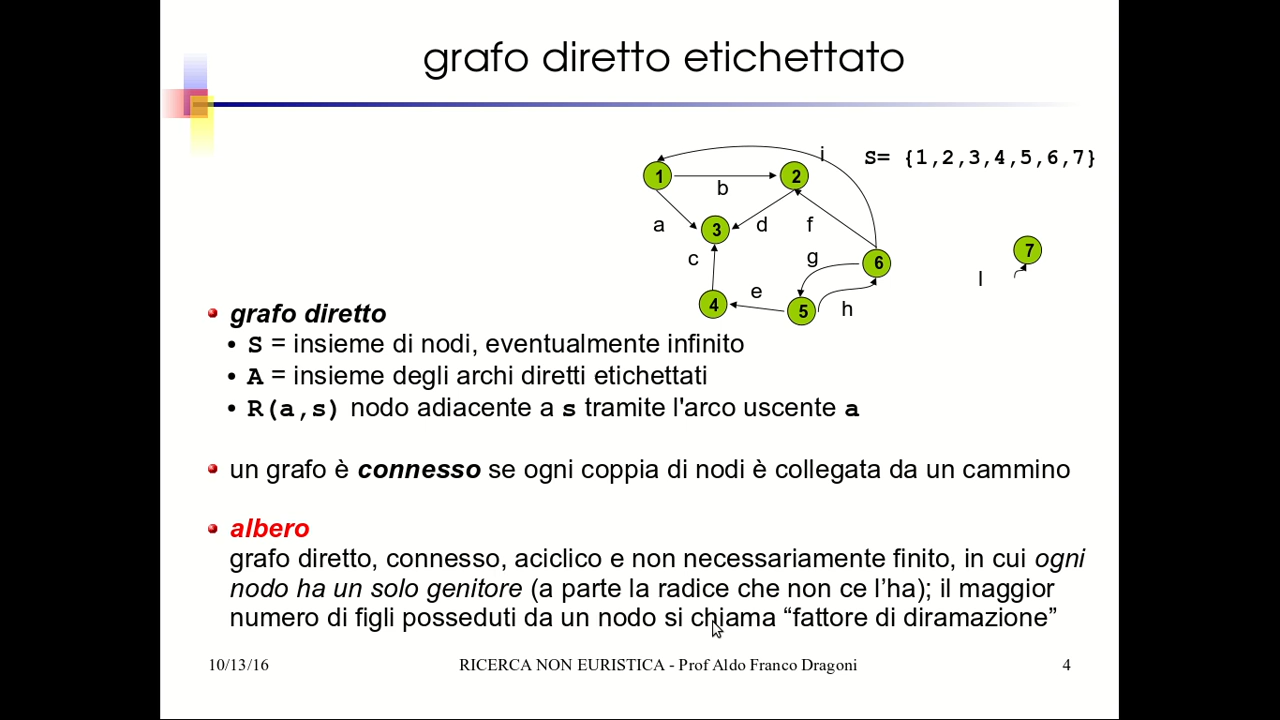 grafo diretto etichettato
i
S= {1,2,3,4,5,6,7}
1
2
b
a
3
d
f
7
c
g
6
l
4
e
5
h
grafo diretto
• S = insieme di nodi, eventualmente infinito
• A = insieme degli archi diretti etichettati
• R(a,s) nodo adiacente a s tramite l'arco uscente a
un grafo è connesso se ogni coppia di nodi è collegata da un cammino
albero
grafo diretto, connesso, aciclico e non necessariamente finito, in cui ogni
nodo ha un solo genitore (a parte la radice che non ce l’ha); il maggior
numero di figli posseduti da un nodo si chiama “fattore di diramazione”
10/13/16
RICERCA NON EURISTICA - Prof Aldo Franco Dragoni
4